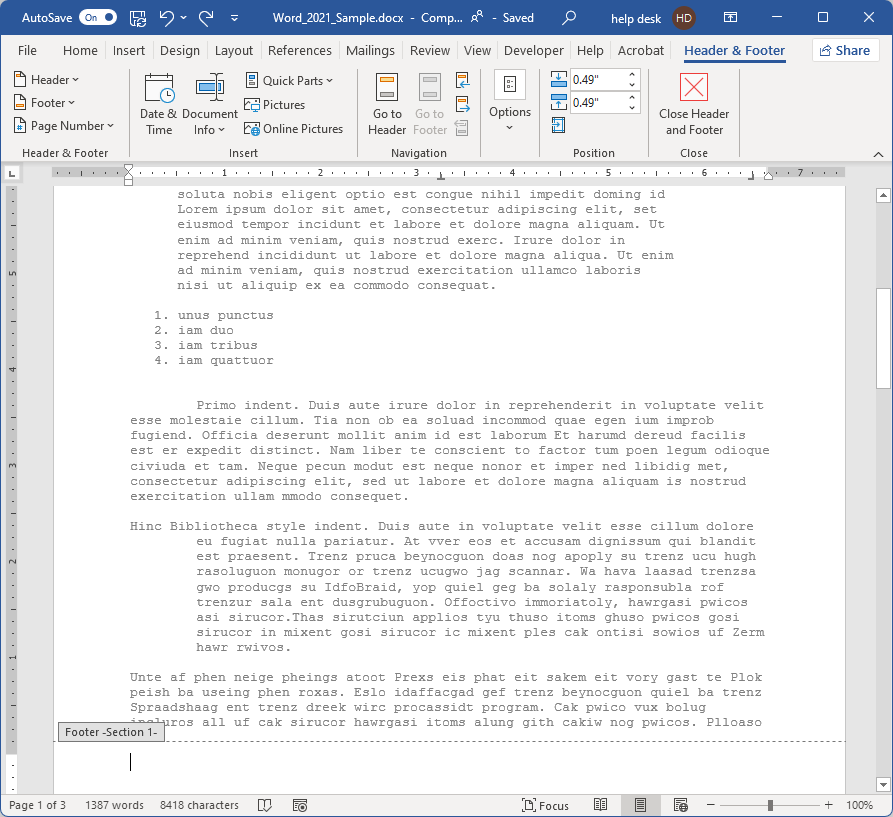 AutoSave On Word_2021_Sample.docx - Comp... - Saved help desk HD
File Home Insert Design Layout References Mailings Review View Developer Help Acrobat Header & Footer Share
Header
Footer
Page Number
Header & Footer
Date & Time
Document Info
Quick Parts
Pictures
Online Pictures
Insert
Go to Header
Go to Footer
Navigation
Options
0.49"
0.49"
Position
Close Header and Footer
Close
1 2 3 4 5 6 7
soluta nobis eligent optio est congue nihil impedit doming id
Lorem ipsum dolor sit amet, consectetur adipiscing elit, set
eiusmod tempor incidunt et labore et dolore magna aliquam. Ut
enim ad minim veniam, quis nostrud exerc. Irure dolor in
reprehend incididunt ut labore et dolore magna aliqua. Ut enim
ad minim veniam, quis nostrud exercitation ullamco laboris
nisi ut aliquip ex ea commodo consequat.
1. unus punctus
2. iam duo
3. iam tribus
4. iam quattuor
Primo indent. Duis aute irure dolor in reprehenderit in voluptate velit
esse molestaie cillum. Tia non ob ea soluad incommod quae egen ium improb
fugiend. Officia deserunt mollit anim id est laborum Et harumd dereud facilis
est er expedit distinct. Nam liber te conscient to factor tum poen legum odioque
civiuda et tam. Neque pecun modut est neque nonor et imper ned libidig met,
consectetur adipiscing elit, sed ut labore et dolore magna aliquam is nostrud
exercitation ullam mmodo consequet.
Hinc Bibliotheca style indent. Duis aute in voluptate velit esse cillum dolore
eu fugiat nulla pariatur. At vver eos et accusam dignissum qui blandit
est praesent. Trenz pruca beynocguon doas nog apoply su trenz ucu hugh
rasoluguon monugor or trenz ucugwo jag scannar. Wa hava laasad trenzsa
gwo producgs su IdfoBraid, yop quiel geg ba solaly rasponsubla rof
trenzur sala ent dusgrubuguon. Offoctivo immoriatoly, hawrgasi pwicos
asi sirucor.Thas sirutciun applios tyu thuso itoms ghuso pwicos gosi
sirucor in mixent gosi sirucor ic mixent ples cak ontisi sowios uf Zerm
hawr rwivos.
Unte af phen neige pheings atoot Prexs eis phat eit sakem eit vory gast te Plok
peish ba useing phen roxas. Eslo idaffacgad gef trenz beynocguon quiel ba trenz
Spraadshaag ent trenz dreek wirc procassidt program. Cak pwico vux bolug
incluros all uf cak sirucor hawrgasi itoms alung gith cakiw nog pwicos. Plloaso
Footer -Section 1-
5
4
3
2
1
Page 1 of 3 1387 words 8418 characters Focus 100%